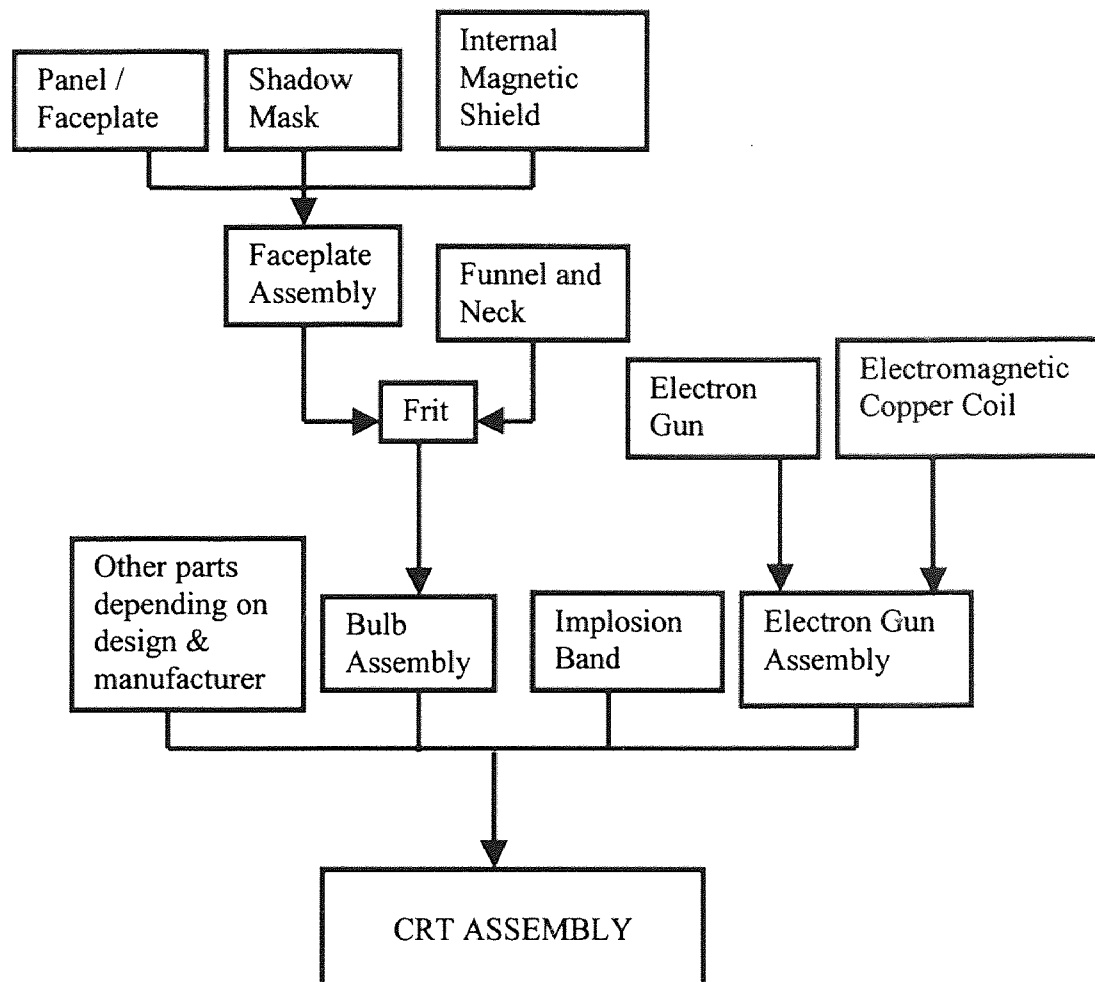 Panel /
Faceplate
Shadow
Mask
Internal
Magnetic
Shield
Faceplate
Assembly
Funnel and
Neck
Frit
Electron
Gun
Electromagnetic
Copper Coil
Other parts
depending on
design &
manufacturer
Bulb
Assembly
Implosion
Band
Electron Gun
Assembly
CRT ASSEMBLY